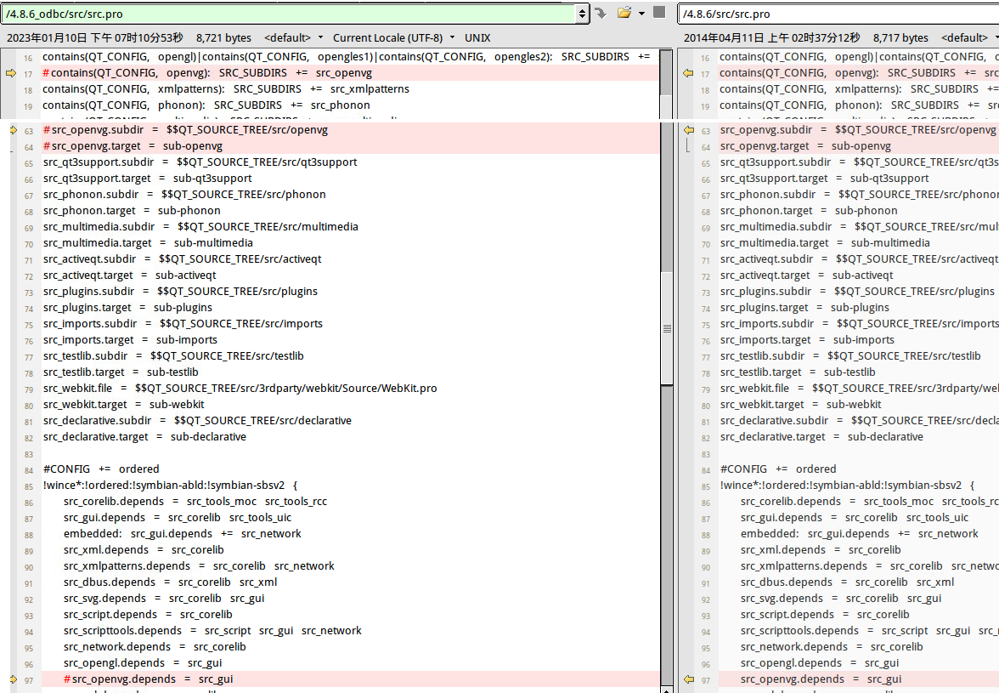 /4.8.6_odbc/src/src.pro
2023年01月10日 下午 07时10分53秒 8,721 bytes <default> Current Locale (UTF-8) UNIX
16 contains(QT_CONFIG, opengl)|contains(QT_CONFIG, opengles1)|contains(QT_CONFIG, opengles2): SRC_SUBDIRS +=
17 #contains(QT_CONFIG, openvg): SRC_SUBDIRS += src_openvg
18 contains(QT_CONFIG, xmlpatterns): SRC_SUBDIRS += src_xmlpatterns
19 contains(QT_CONFIG, phonon): SRC_SUBDIRS += src_phonon
63 #src_openvg.subdir = $$QT_SOURCE_TREE/src/openvg
64 #src_openvg.target = sub-openvg
65 src_qt3support.subdir = $$QT_SOURCE_TREE/src/qt3support
66 src_qt3support.target = sub-qt3support
67 src_phonon.subdir = $$QT_SOURCE_TREE/src/phonon
68 src_phonon.target = sub-phonon
69 src_multimedia.subdir = $$QT_SOURCE_TREE/src/multimedia
70 src_multimedia.target = sub-multimedia
71 src_activeqt.subdir = $$QT_SOURCE_TREE/src/activeqt
72 src_activeqt.target = sub-activeqt
73 src_plugins.subdir = $$QT_SOURCE_TREE/src/plugins
74 src_plugins.target = sub-plugins
75 src_imports.subdir = $$QT_SOURCE_TREE/src/imports
76 src_imports.target = sub-imports
77 src_testlib.subdir = $$QT_SOURCE_TREE/src/testlib
78 src_testlib.target = sub-testlib
79 src_webkit.file = $$QT_SOURCE_TREE/src/3rdparty/webkit/Source/WebKit.pro
80 src_webkit.target = sub-webkit
81 src_declarative.subdir = $$QT_SOURCE_TREE/src/declarative
82 src_declarative.target = sub-declarative
83
84 #CONFIG += ordered
85 !wince*:!ordered:!symbian-abld:!symbian-sbsv2 {
86 src_corelib.depends = src_tools_moc src_tools_rcc
87 src_gui.depends = src_corelib src_tools_uic
88 embedded: src_gui.depends += src_network
89 src_xml.depends = src_corelib
90 src_xmlpatterns.depends = src_corelib src_network
91 src_dbus.depends = src_corelib src_xml
92 src_svg.depends = src_corelib src_gui
93 src_script.depends = src_corelib
94 src_scripttools.depends = src_script src_gui src_network
95 src_network.depends = src_corelib
96 src_opengl.depends = src_gui
97 #src_openvg.depends = src_gui
/4.8.6/src/src.pro
2014年04月11日 上午 02时37分12秒 8,717 bytes <default>
16 contains(QT_CONFIG, opengl)|contains(QT_CONFIG, o
17 contains(QT_CONFIG, openvg): SRC_SUBDIRS += src
18 contains(QT_CONFIG, xmlpatterns): SRC_SUBDIRS +=
19 contains(QT_CONFIG, phonon): SRC_SUBDIRS += src
63 src_openvg.subdir = $$QT_SOURCE_TREE/src/openvg
64 src_openvg.target = sub-openvg
65 src_qt3support.subdir = $$QT_SOURCE_TREE/src/qt3s
66 src_qt3support.target = sub-qt3support
67 src_phonon.subdir = $$QT_SOURCE_TREE/src/phonon
68 src_phonon.target = sub-phonon
69 src_multimedia.subdir = $$QT_SOURCE_TREE/src/mul
70 src_multimedia.target = sub-multimedia
71 src_activeqt.subdir = $$QT_SOURCE_TREE/src/activeqt
72 src_activeqt.target = sub-activeqt
73 src_plugins.subdir = $$QT_SOURCE_TREE/src/plugins
74 src_plugins.target = sub-plugins
75 src_imports.subdir = $$QT_SOURCE_TREE/src/imports
76 src_imports.target = sub-imports
77 src_testlib.subdir = $$QT_SOURCE_TREE/src/testlib
78 src_testlib.target = sub-testlib
79 src_webkit.file = $$QT_SOURCE_TREE/src/3rdparty/we
80 src_webkit.target = sub-webkit
81 src_declarative.subdir = $$QT_SOURCE_TREE/src/decla
82 src_declarative.target = sub-declarative
83
84 #CONFIG += ordered
85 !wince*:!ordered:!symbian-abld:!symbian-sbsv2 {
86 src_corelib.depends = src_tools_moc src_tools_rc
87 src_gui.depends = src_corelib src_tools_uic
88 embedded: src_gui.depends += src_network
89 src_xml.depends = src_corelib
90 src_xmlpatterns.depends = src_corelib src_netwo
91 src_dbus.depends = src_corelib src_xml
92 src_svg.depends = src_corelib src_gui
93 src_script.depends = src_corelib
94 src_scripttools.depends = src_script src_gui src_
95 src_network.depends = src_corelib
96 src_opengl.depends = src_gui
97 src_openvg.depends = src_gui